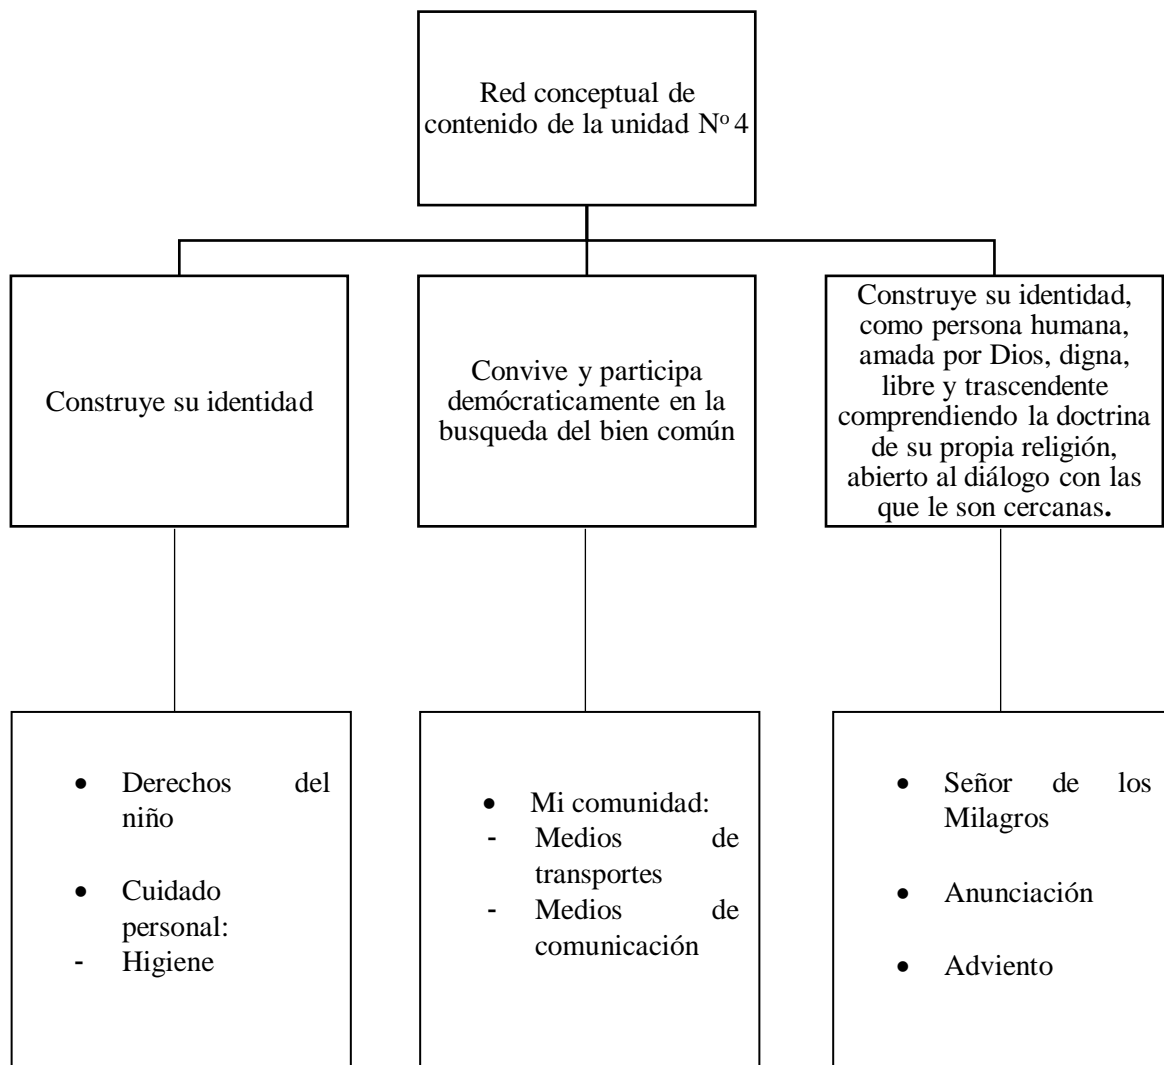 Red conceptual de
contenido de la unidad Nº 4
Construye su identidad
Convive y participa
demócraticamente en la
busqueda del bien común
Construye su identidad,
como persona humana,
amada por Dios, digna,
libre y trascendente
comprendiendo la doctrina
de su propia religión,
abierto al diálogo con las
que le son cercanas.
• Derechos del
niño
• Cuidado
personal:
- Higiene
• Mi comunidad:
- Medios de
transportes
- Medios de
comunicación
• Señor de los
Milagros
• Anunciación
• Adviento